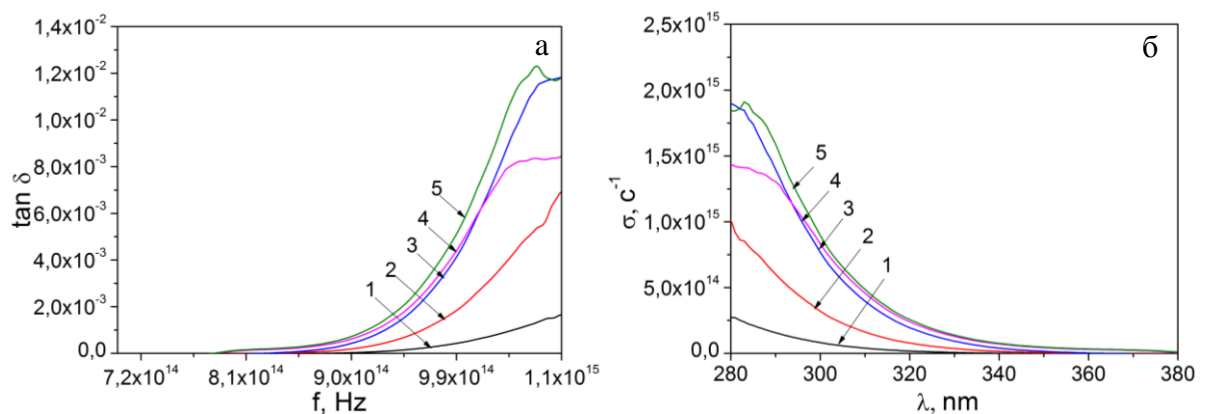 а
1,4x10⁻²
1,2x10⁻²
1,0x10⁻²
8,0x10⁻³
6,0x10⁻³
4,0x10⁻³
2,0x10⁻³
0,0
tan δ
5
4
3
2
1
7,2x10¹⁴ 8,1x10¹⁴ 9,0x10¹⁴ 9,9x10¹⁴ 1,1x10¹⁵
f, Hz
б
2,5x10¹⁵
2,0x10¹⁵
1,5x10¹⁵
1,0x10¹⁵
5,0x10¹⁴
0,0
σ, c⁻¹
5
4
3
2
1
280 300 320 340 360 380
λ, nm